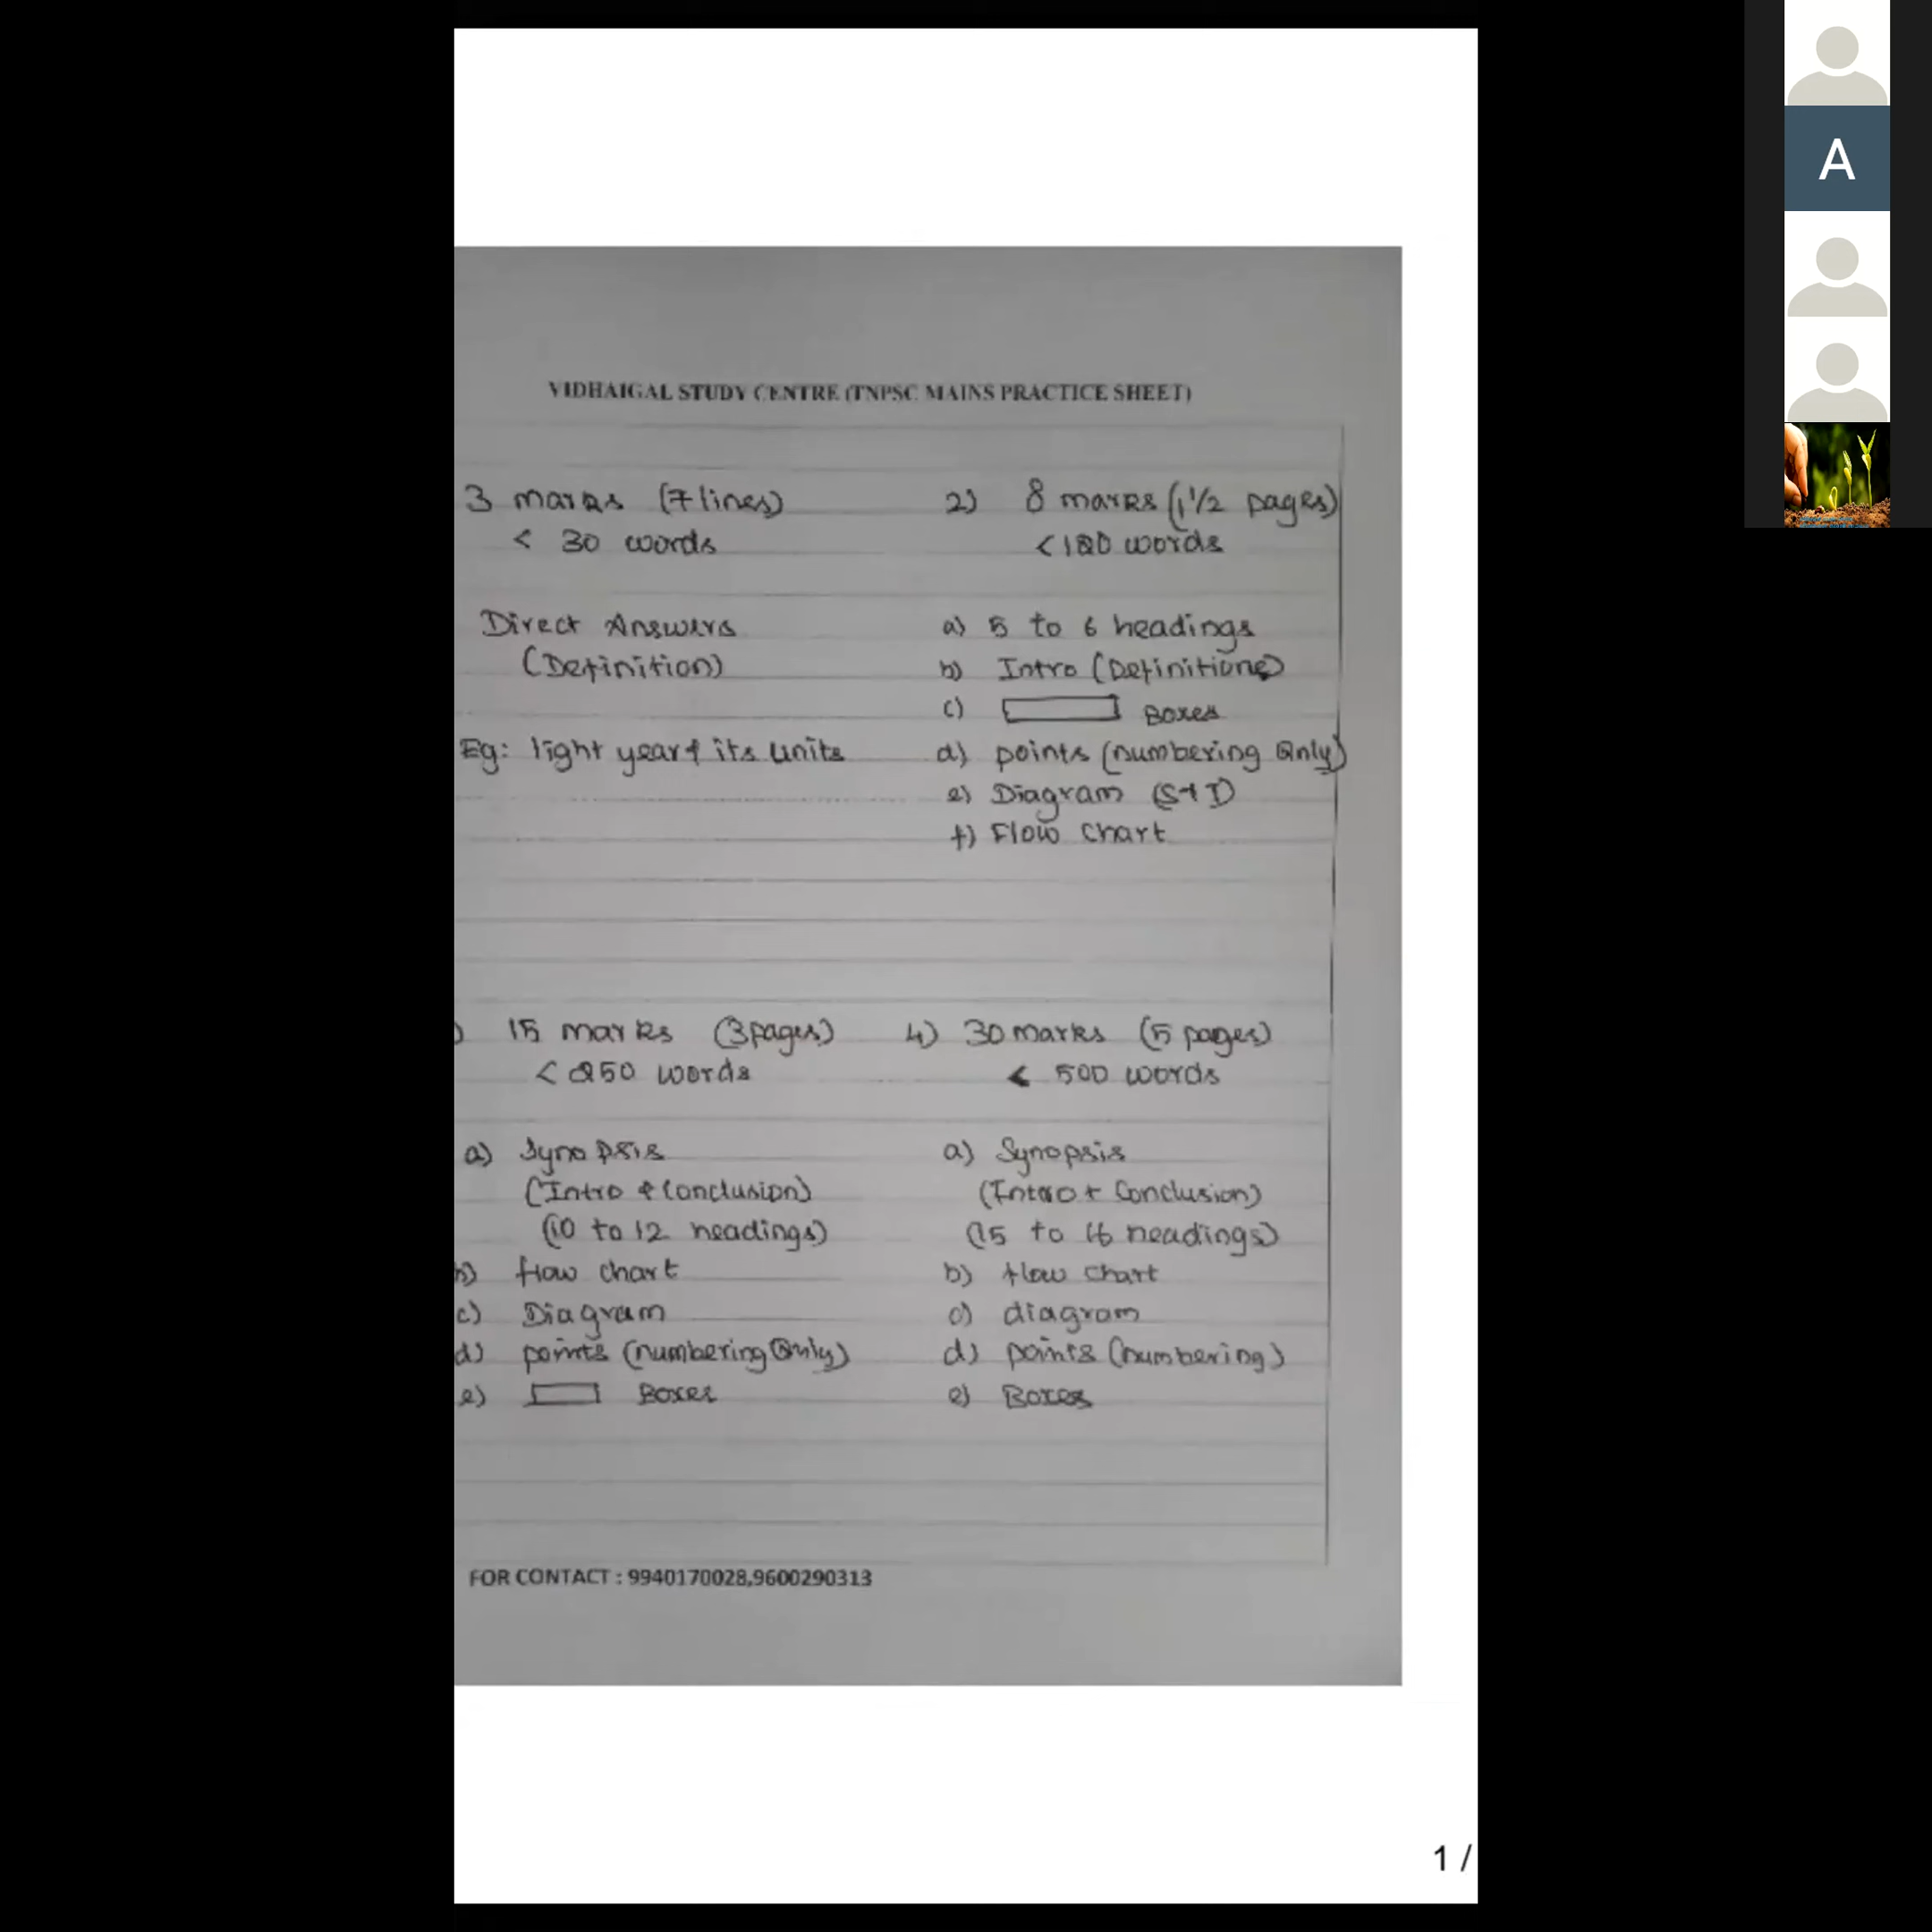 A
VIDHAIGAL STUDY CENTRE (TNPSC MAINS PRACTICE SHEET)
3 marks (7 lines)
< 30 words
Direct Answers
(Definition)
Eg: light year & its units
2) 8 marks (1 1/2 pages)
< words
a) 5 to 6 headings
b) Intro (Definitions)
c) Boxes
d) points (numbering Only)
e) Diagram (S&T)
f) Flow chart
) 15 marks (3 pages)
< 250 words
a) Synopsis
(Intro & Conclusion)
(10 to 12 headings)
b) flow chart
c) Diagram
d) points (numbering Only)
e) Boxes
4) 30 marks (5 pages)
< 500 words
a) Synopsis
(Intro + Conclusion)
(15 to 16 headings)
b) flow chart
c) diagram
d) points (numbering)
e) Boxes
FOR CONTACT : 9940170028,9600290313
1 /